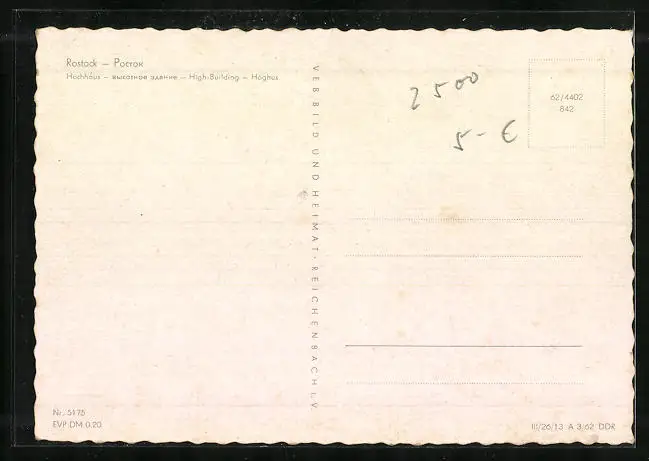 Rostock – Росток
Hochhaus – высотное здание – High-Building – Höghus
VEB BILD UND HEIMAT · REICHENBACH I. V.
2500
5 - €
62/4402
842
Nr. 5175
EVP DM 0.20
III/26/13 A 3/62 DDR